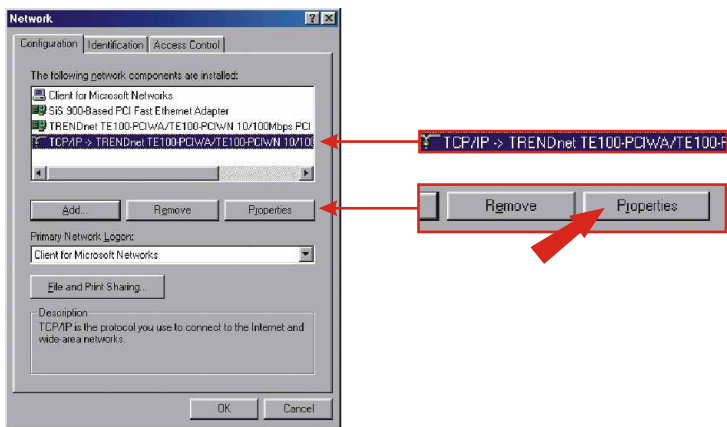 Network
Configuration Identification Access Control
The following network components are installed:
Client for Microsoft Networks
SiS 900-Based PCI Fast Ethernet Adapter
TRENDnet TE100-PCIWA/TE100-PCIWN 10/100Mbps PCI
TCP/IP -> TRENDnet TE100-PCIWA/TE100-PCIWN 10/100
Add... Remove Properties
Primary Network Logon:
Client for Microsoft Networks
File and Print Sharing...
Description
TCP/IP is the protocol you use to connect to the Internet and
wide-area networks.
OK Cancel
TCP/IP -> TRENDnet TE100-PCIWA/TE100-P
Remove Properties